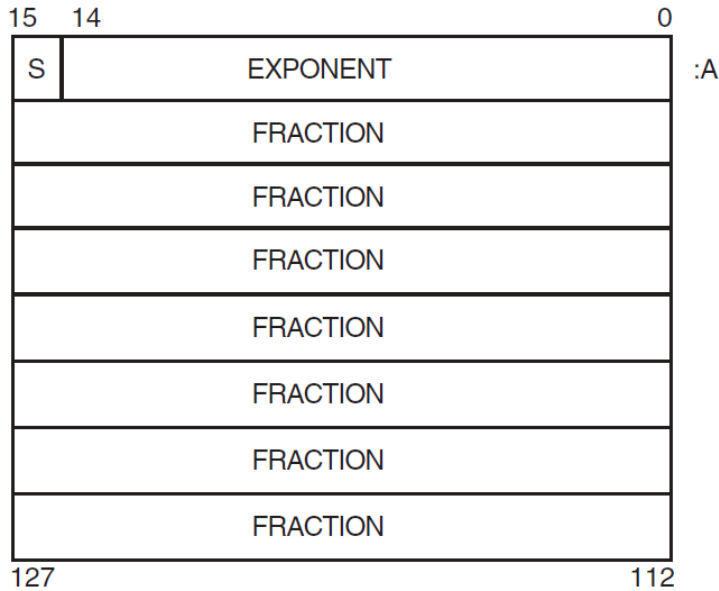 15 14 0
S EXPONENT :A
FRACTION
FRACTION
FRACTION
FRACTION
FRACTION
FRACTION
FRACTION
127 112